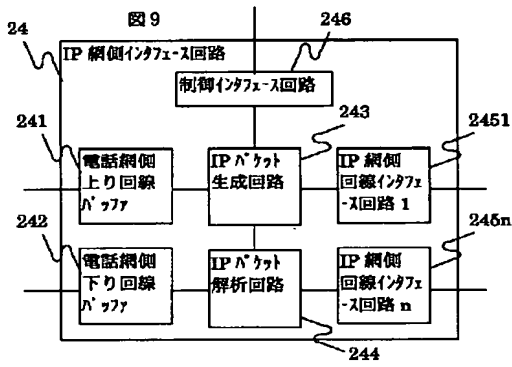 図9
24
246
IP 網側インタフェース回路
制御インタフェース回路
241
243
2451
電話網側
上り回線
バッファ
IP パケット
生成回路
IP 網側
回線インタフェ
ース回路 1
242
245n
電話網側
下り回線
バッファ
IP パケット
解析回路
IP 網側
回線インタフェ
ース回路 n
244